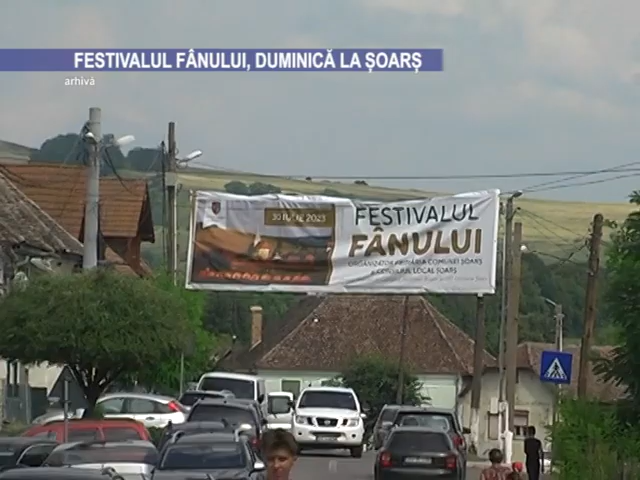 FESTIVALUL FÂNULUI, DUMINICĂ LA ȘOARȘ
arhivă
30 IULIE 2023
FESTIVALUL
FÂNULUI
ORGANIZATOR PRIMĂRIA COMUNEI ȘOARȘ
ȘI CONSILIUL LOCAL ȘOARȘ